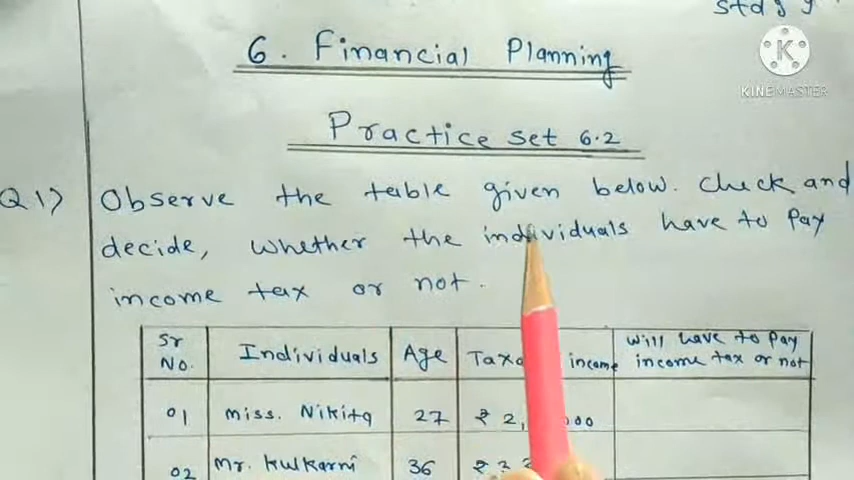 std 9
K
KINEMASTER
6. Financial Planning
Practice set 6.2
Q 1) Observe the table given below. Check and
decide, whether the individuals have to pay
income tax or not.
Sr No. Individuals Age income will have to pay income tax or not
01 Miss. Nikita 27 ₹ 2,
02 Mr. Kulkarni 36 ₹